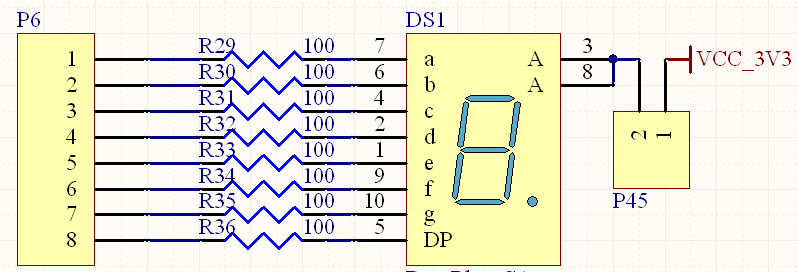 P6 DS1
1 R29 100 7 a A 3 VCC_3V3
2 R30 100 6 b A 8
3 R31 100 4 c
4 R32 100 2 d 2 1
5 R33 100 1 e
6 R34 100 9 f P45
7 R35 100 10 g
8 R36 100 5 DP